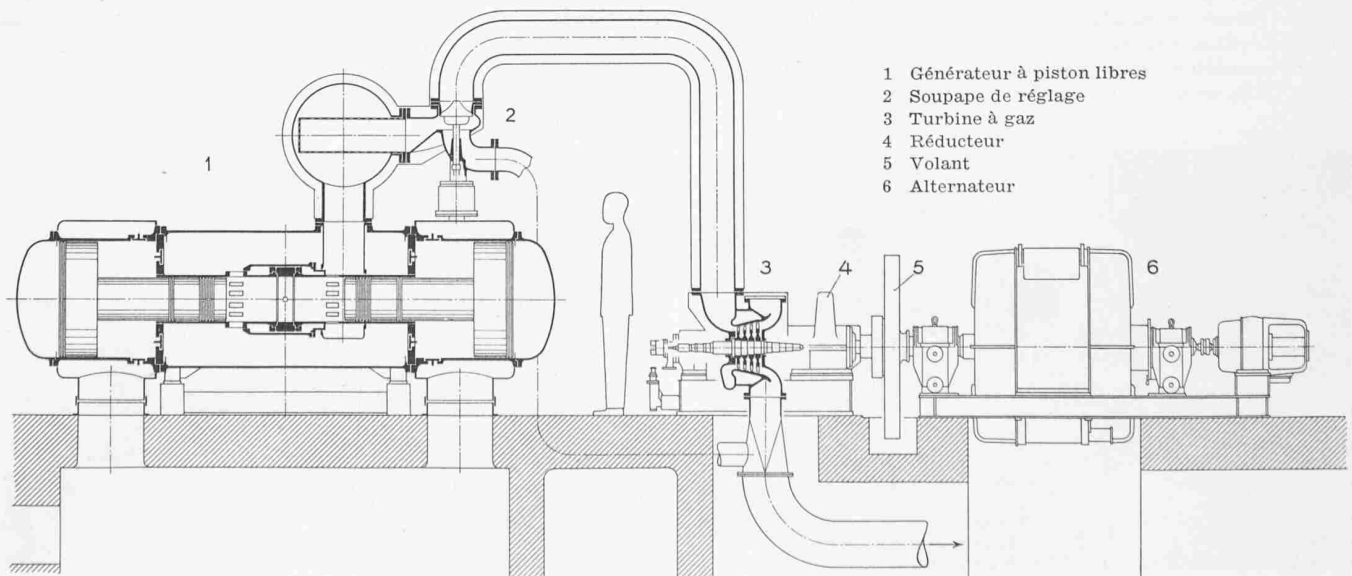 1 Générateur à piston libres
2 Soupape de réglage
3 Turbine à gaz
4 Réducteur
5 Volant
6 Alternateur
1
2
3
4
5
6